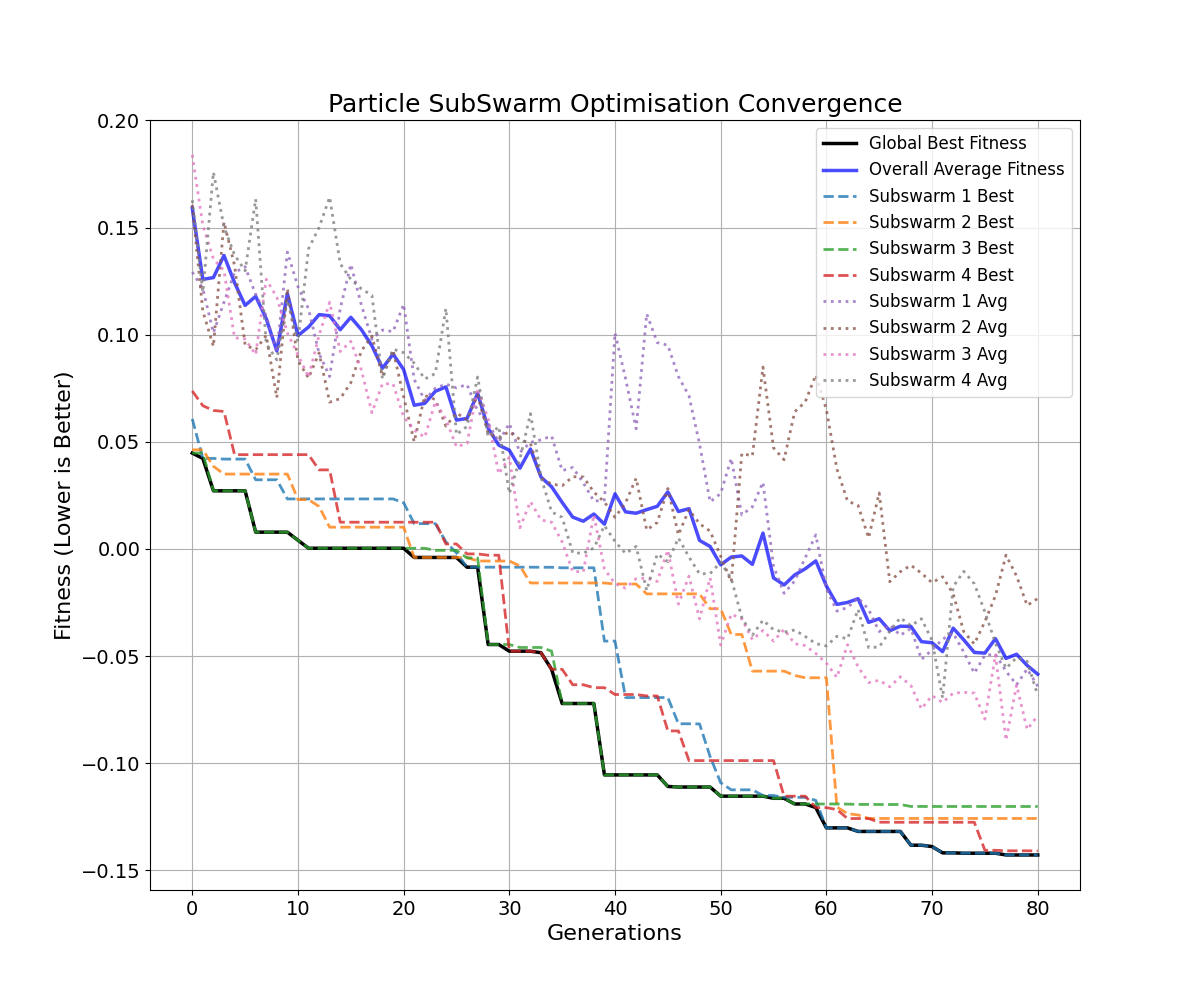 Particle SubSwarm Optimisation Convergence
Fitness (Lower is Better)
0.20
0.15
0.10
0.05
0.00
−0.05
−0.10
−0.15
Global Best Fitness
Overall Average Fitness
Subswarm 1 Best
Subswarm 2 Best
Subswarm 3 Best
Subswarm 4 Best
Subswarm 1 Avg
Subswarm 2 Avg
Subswarm 3 Avg
Subswarm 4 Avg
0 10 20 30 40 50 60 70 80
Generations